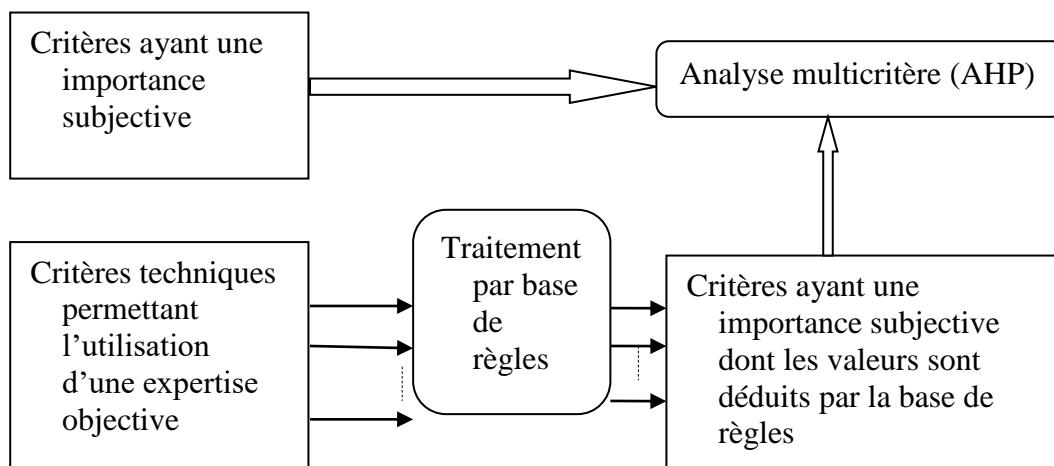 Critères ayant une
importance
subjective
Analyse multicritère (AHP)
Critères techniques
permettant
l’utilisation
d’une expertise
objective
Traitement
par base
de
règles
Critères ayant une
importance subjective
dont les valeurs sont
déduits par la base de
règles